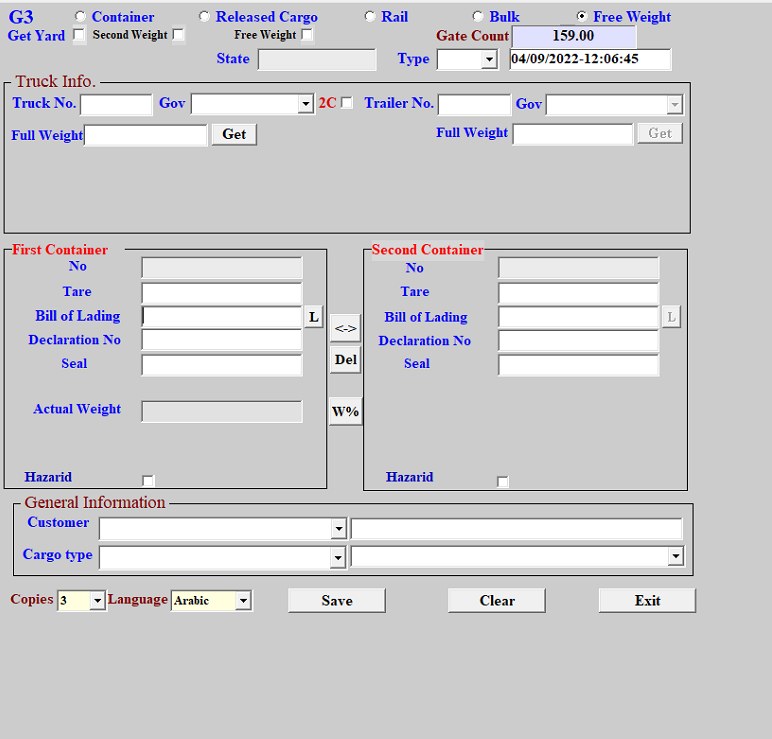 G3 Container Released Cargo Rail Bulk Free Weight
Get Yard Second Weight Free Weight Gate Count 159.00
State Type 04/09/2022-12:06:45
Truck Info.
Truck No. Gov 2C Trailer No. Gov
Full Weight Get Full Weight Get
First Container Second Container
No No
Tare Tare
Bill of Lading L Bill of Lading L
<->
Declaration No Declaration No
Seal Del Seal
Actual Weight W%
Hazarid Hazarid
General Information
Customer
Cargo type
Copies 3 Language Arabic Save Clear Exit